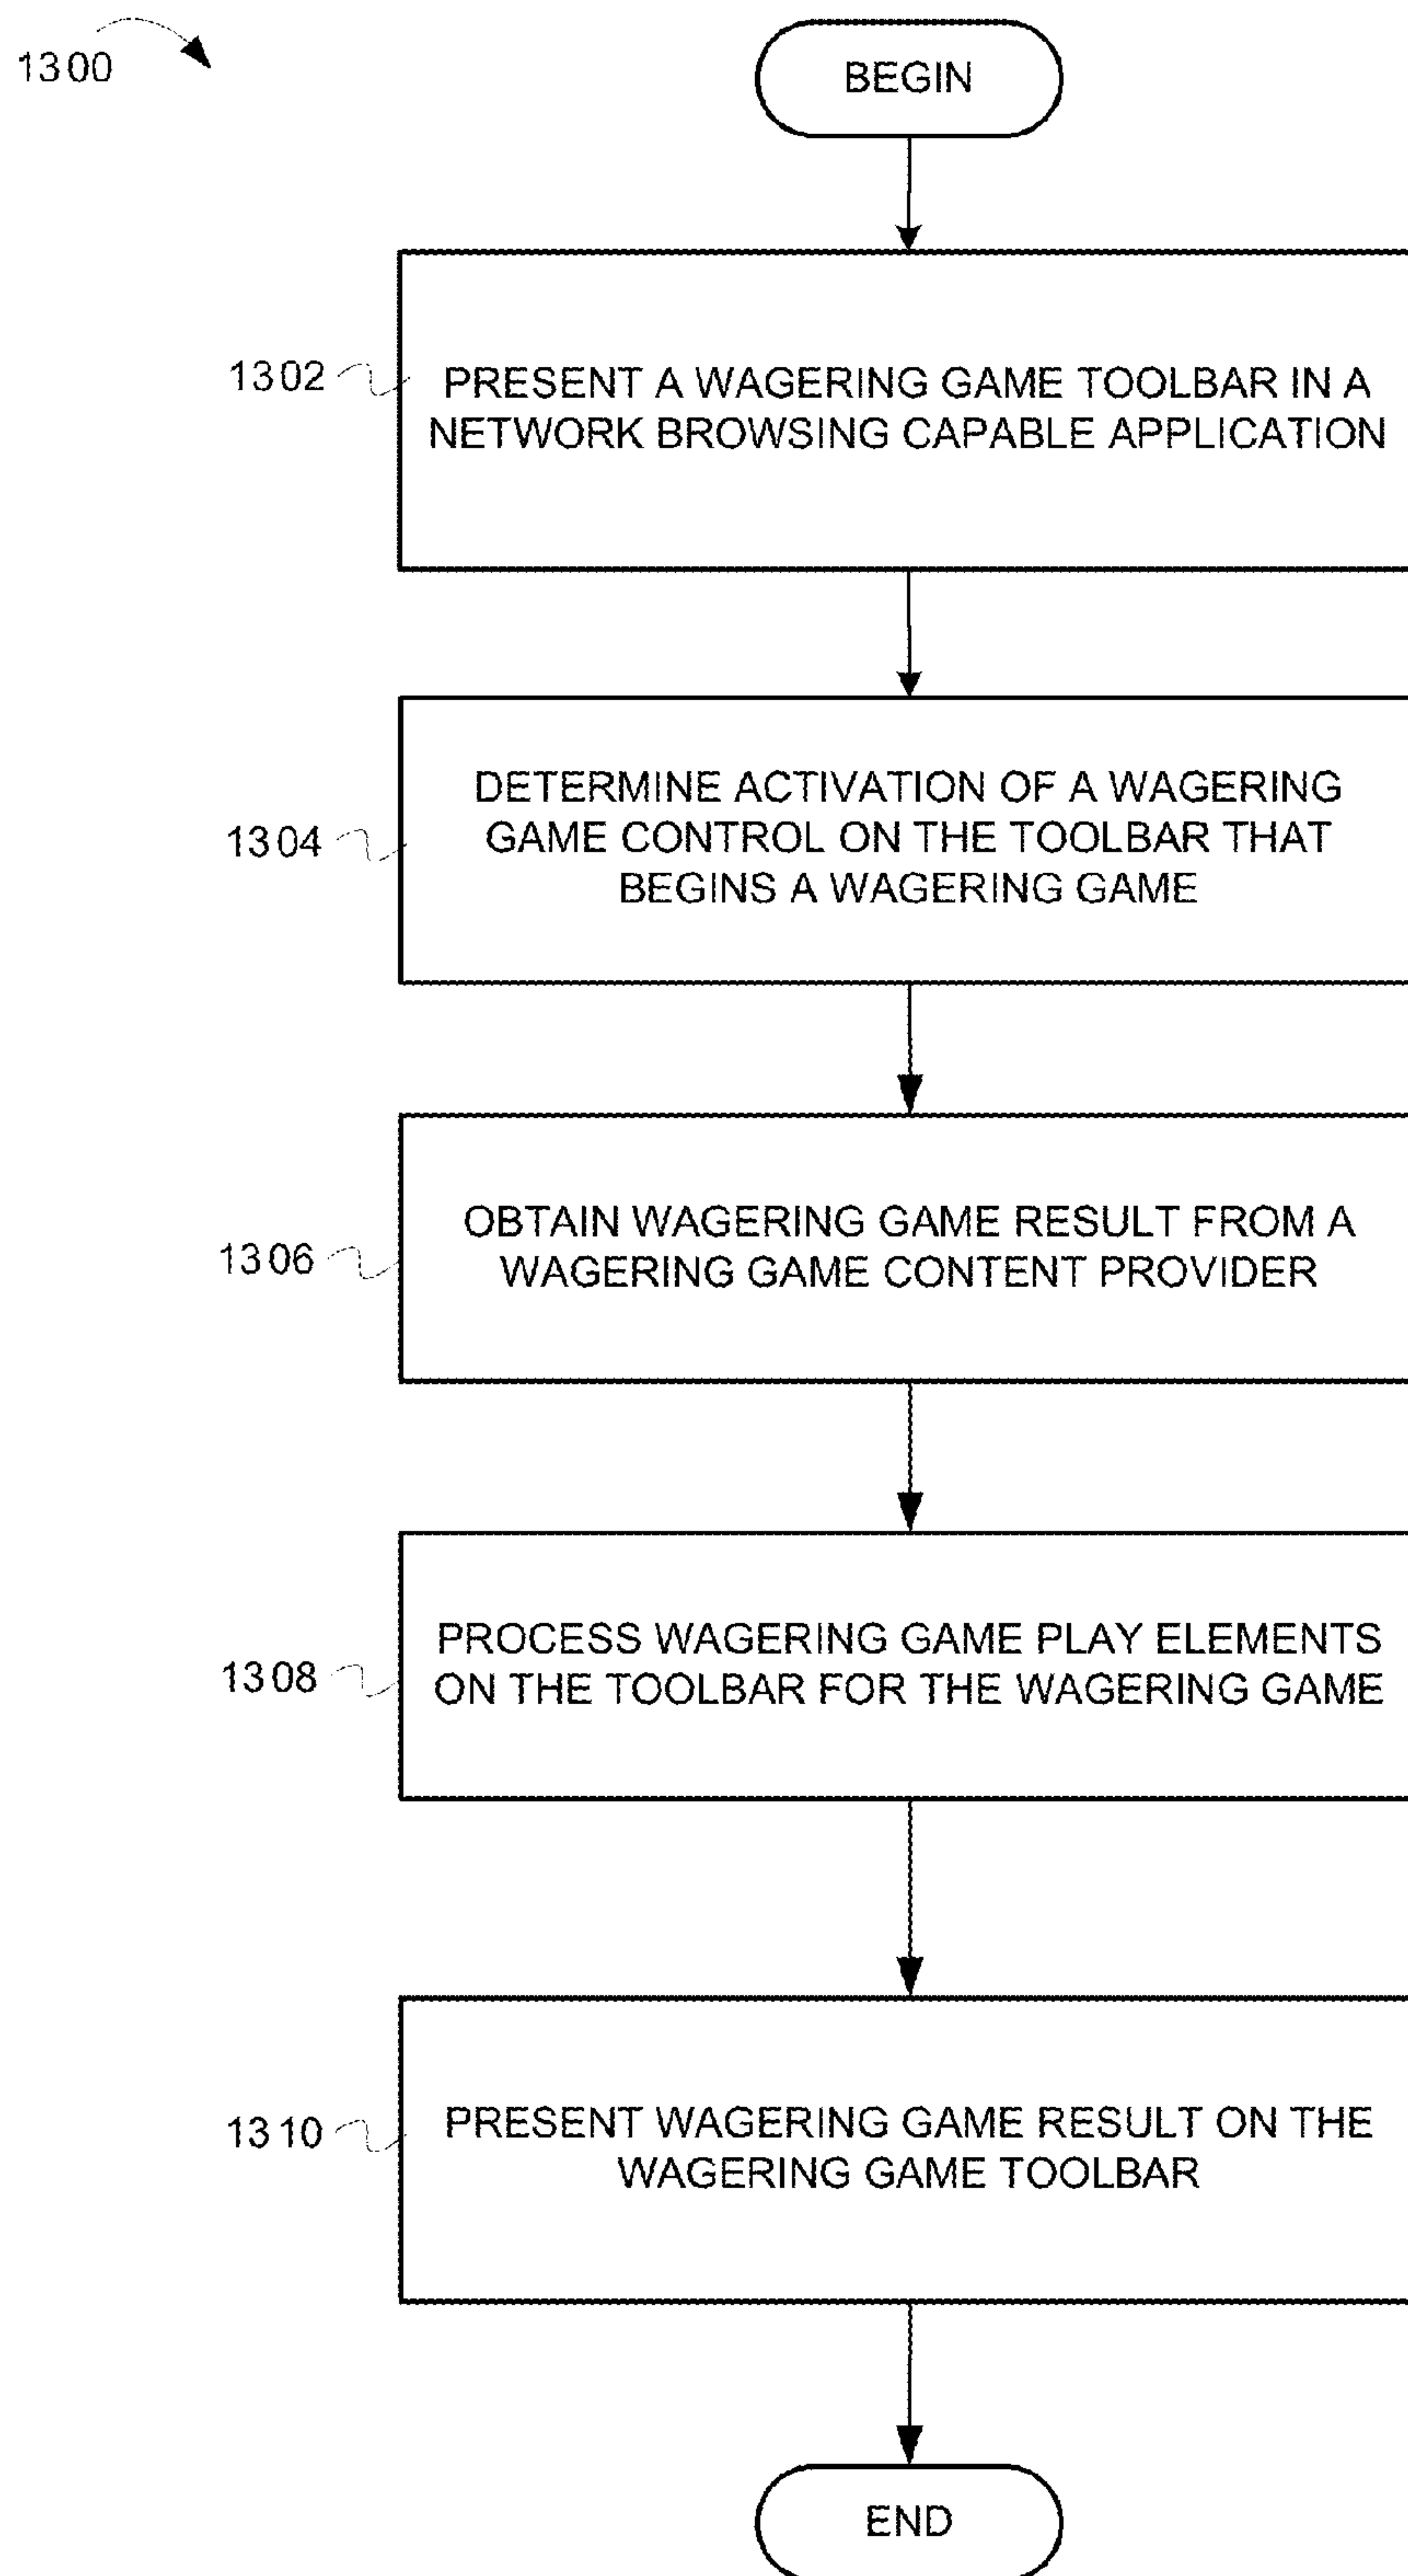 1300
BEGIN
1302
PRESENT A WAGERING GAME TOOLBAR IN A
NETWORK BROWSING CAPABLE APPLICATION
1304
DETERMINE ACTIVATION OF A WAGERING
GAME CONTROL ON THE TOOLBAR THAT
BEGINS A WAGERING GAME
1306
OBTAIN WAGERING GAME RESULT FROM A
WAGERING GAME CONTENT PROVIDER
1308
PROCESS WAGERING GAME PLAY ELEMENTS
ON THE TOOLBAR FOR THE WAGERING GAME
1310
PRESENT WAGERING GAME RESULT ON THE
WAGERING GAME TOOLBAR
END